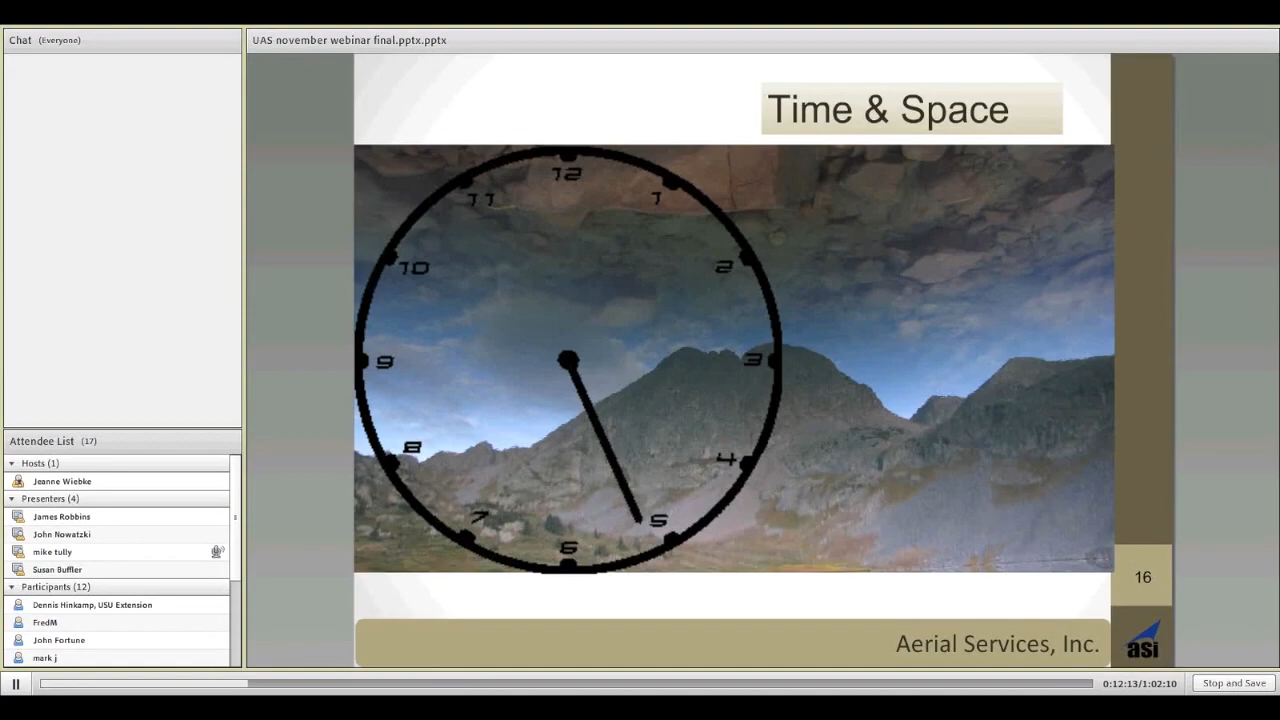 Chat (Everyone)
UAS november webinar final.pptx.pptx
Time & Space
12
11
1
10
2
9
3
8
4
7
5
6
16
Aerial Services, Inc.
asi
Attendee List (17)
Hosts (1)
Jeanne Wiebke
Presenters (4)
James Robbins
John Nowatzki
mike tully
Susan Buffler
Participants (12)
Dennis Hinkamp, USU Extension
FredM
John Fortune
mark j
0:12:13/1:02:10
Stop and Save